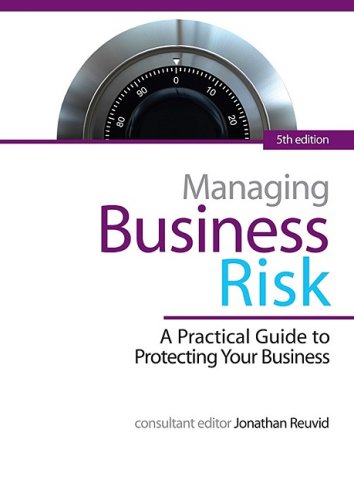 80
90
0
10
20
5th edition
Managing
Business
Risk
A Practical Guide to
Protecting Your Business
consultant editor Jonathan Reuvid